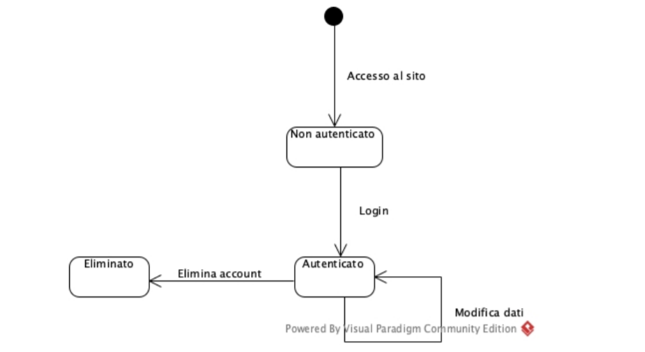 Accesso al sito
Non autenticato
Login
Eliminato
Elimina account
Autenticato
Modifica dati
Powered By Visual Paradigm Community Edition